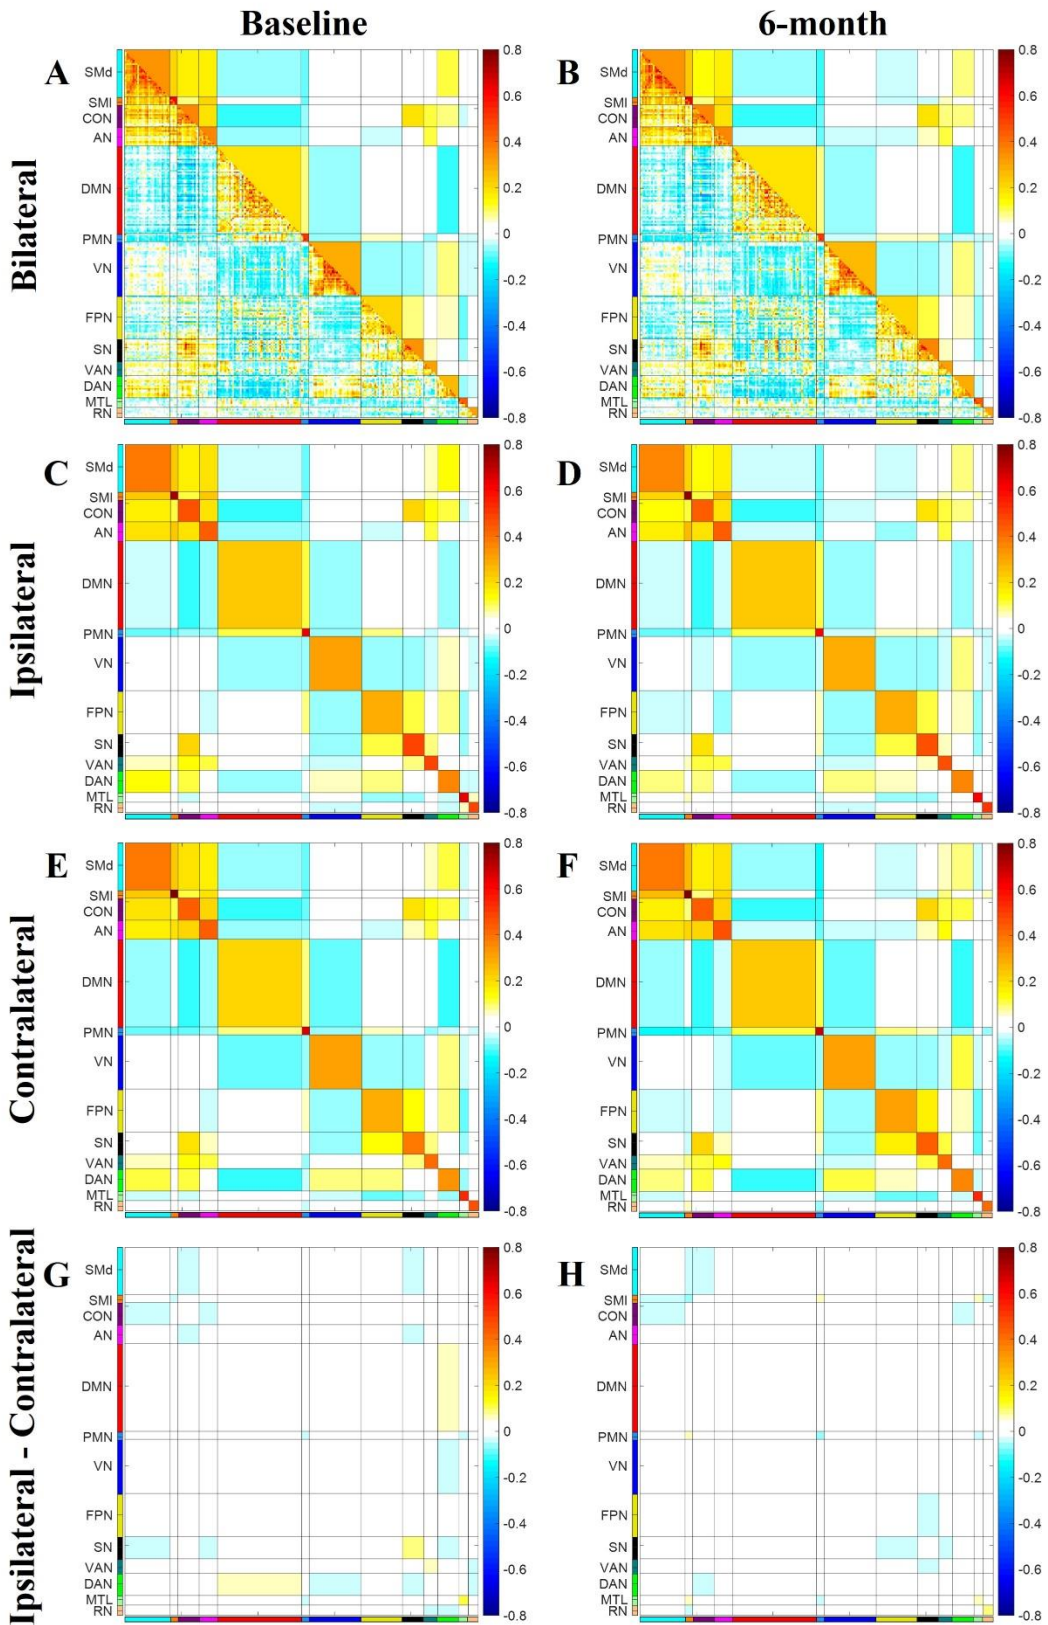 Baseline
6-month
Bilateral
A
SMd
SMl
CON
AN
DMN
PMN
VN
FPN
SN
VAN
DAN
MTL
RN
0.8
0.6
0.4
0.2
0
-0.2
-0.4
-0.6
-0.8
B
SMd
SMl
CON
AN
DMN
PMN
VN
FPN
SN
VAN
DAN
MTL
RN
0.8
0.6
0.4
0.2
0
-0.2
-0.4
-0.6
-0.8
Ipsilateral
C
SMd
SMl
CON
AN
DMN
PMN
VN
FPN
SN
VAN
DAN
MTL
RN
0.8
0.6
0.4
0.2
0
-0.2
-0.4
-0.6
-0.8
D
SMd
SMl
CON
AN
DMN
PMN
VN
FPN
SN
VAN
DAN
MTL
RN
0.8
0.6
0.4
0.2
0
-0.2
-0.4
-0.6
-0.8
Contralateral
E
SMd
SMl
CON
AN
DMN
PMN
VN
FPN
SN
VAN
DAN
MTL
RN
0.8
0.6
0.4
0.2
0
-0.2
-0.4
-0.6
-0.8
F
SMd
SMl
CON
AN
DMN
PMN
VN
FPN
SN
VAN
DAN
MTL
RN
0.8
0.6
0.4
0.2
0
-0.2
-0.4
-0.6
-0.8
Ipsilateral - Contralateral
G
SMd
SMl
CON
AN
DMN
PMN
VN
FPN
SN
VAN
DAN
MTL
RN
0.8
0.6
0.4
0.2
0
-0.2
-0.4
-0.6
-0.8
H
SMd
SMl
CON
AN
DMN
PMN
VN
FPN
SN
VAN
DAN
MTL
RN
0.8
0.6
0.4
0.2
0
-0.2
-0.4
-0.6
-0.8